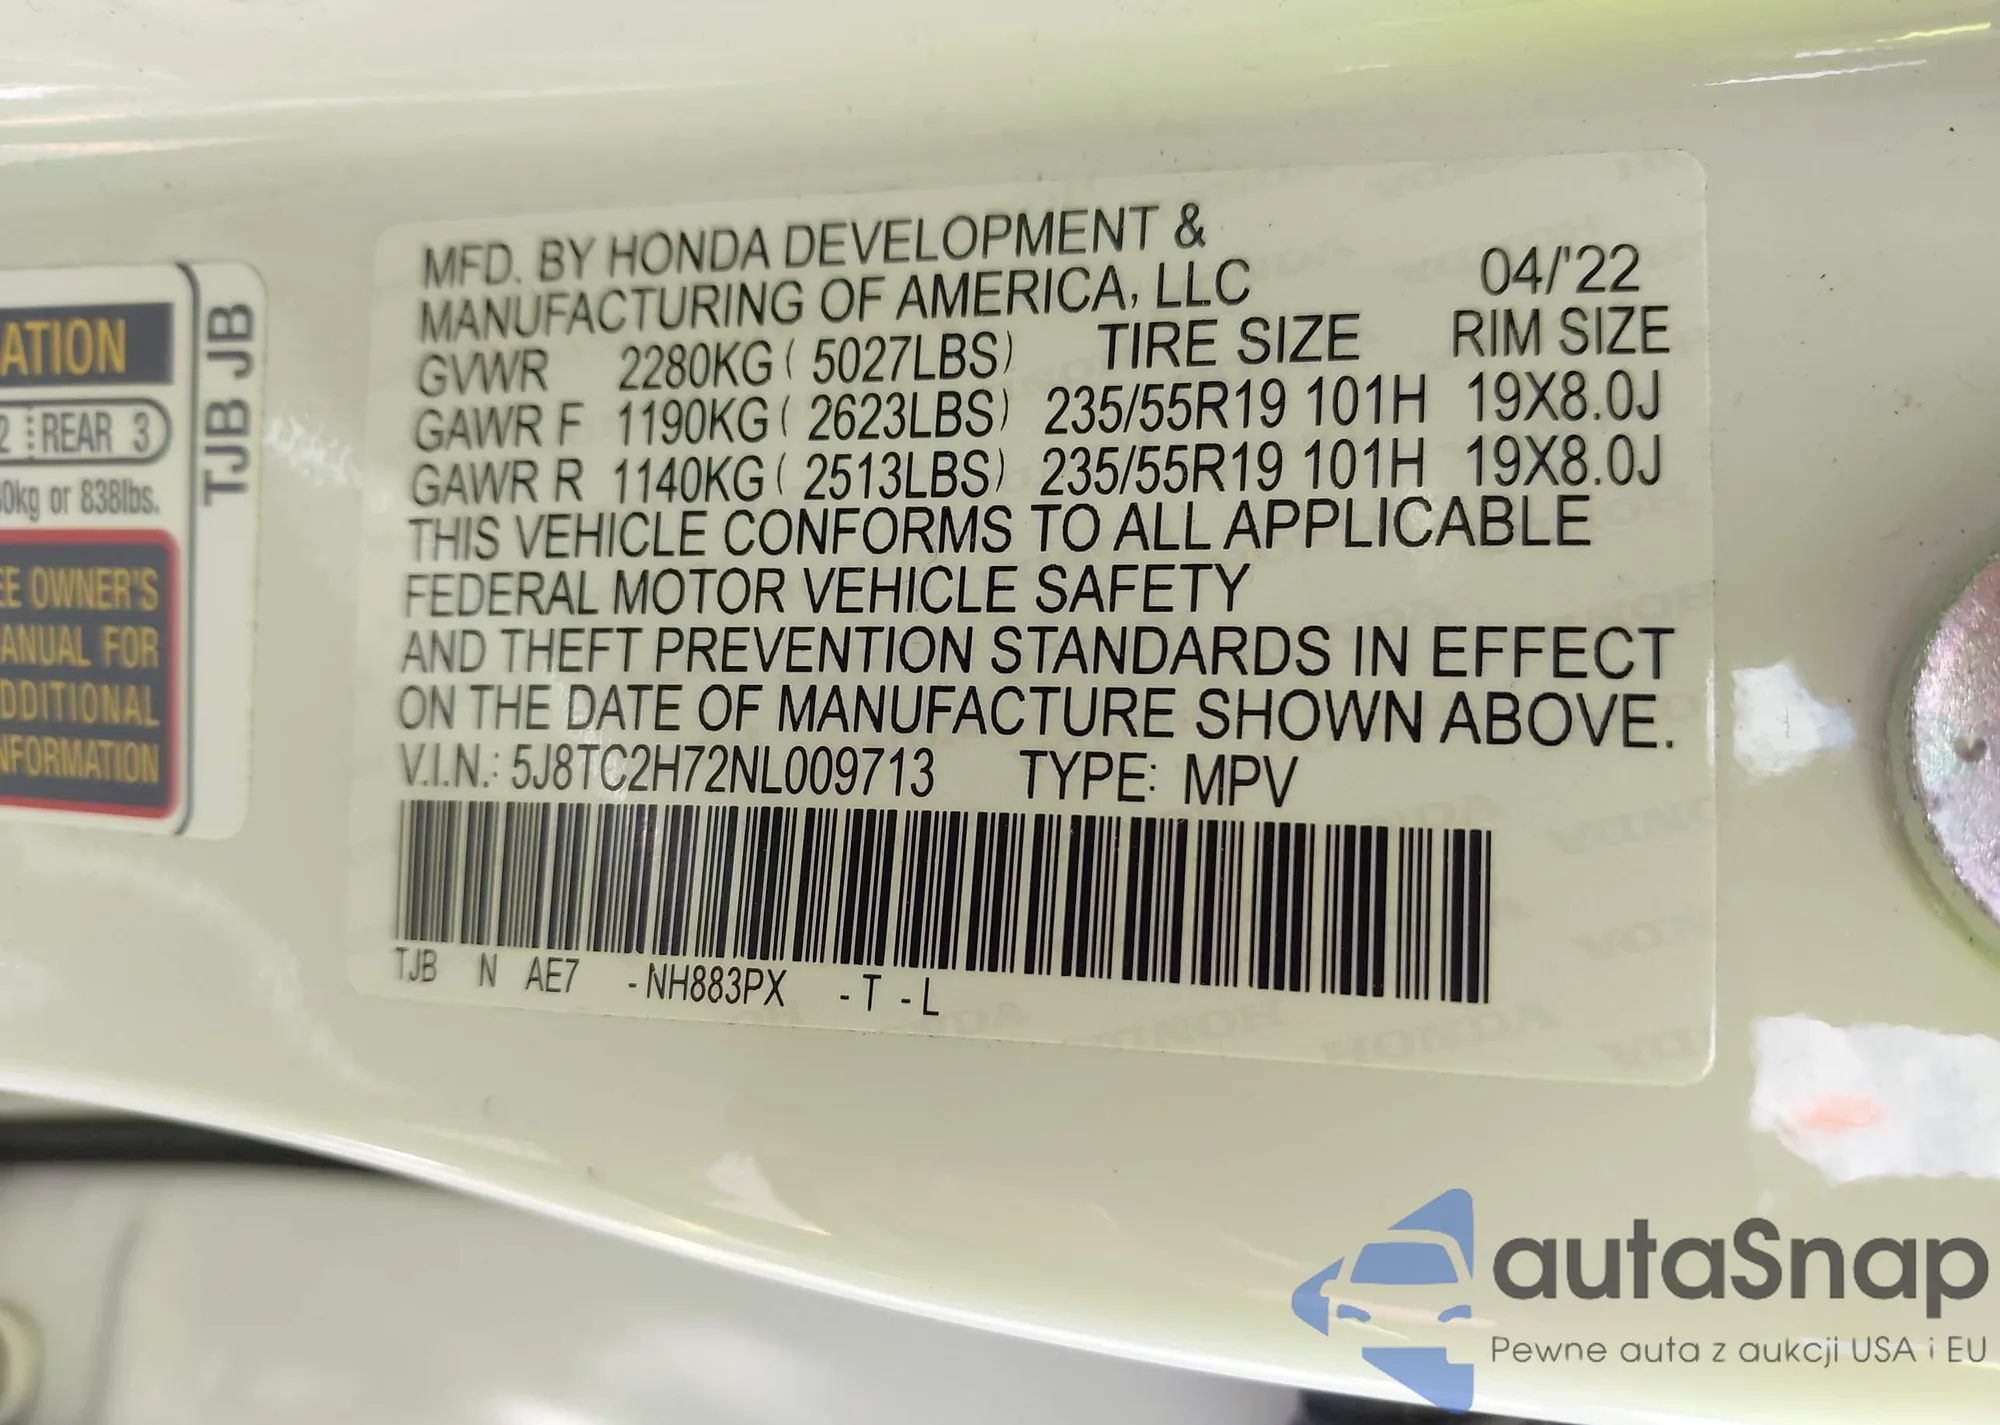 ATION
2 REAR 3
0kg or 838lbs.
EE OWNER'S
ANUAL FOR
DDITIONAL
NFORMATION
TJB JB
MFD. BY HONDA DEVELOPMENT &
MANUFACTURING OF AMERICA, LLC 04/'22
GVWR 2280KG ( 5027LBS) TIRE SIZE RIM SIZE
GAWR F 1190KG ( 2623LBS) 235/55R19 101H 19X8.0J
GAWR R 1140KG ( 2513LBS) 235/55R19 101H 19X8.0J
THIS VEHICLE CONFORMS TO ALL APPLICABLE
FEDERAL MOTOR VEHICLE SAFETY
AND THEFT PREVENTION STANDARDS IN EFFECT
ON THE DATE OF MANUFACTURE SHOWN ABOVE.
V.I.N.: 5J8TC2H72NL009713 TYPE: MPV
TJB N AE7 -NH883PX -T -L
autaSnap
Pewne auta z aukcji USA i EU